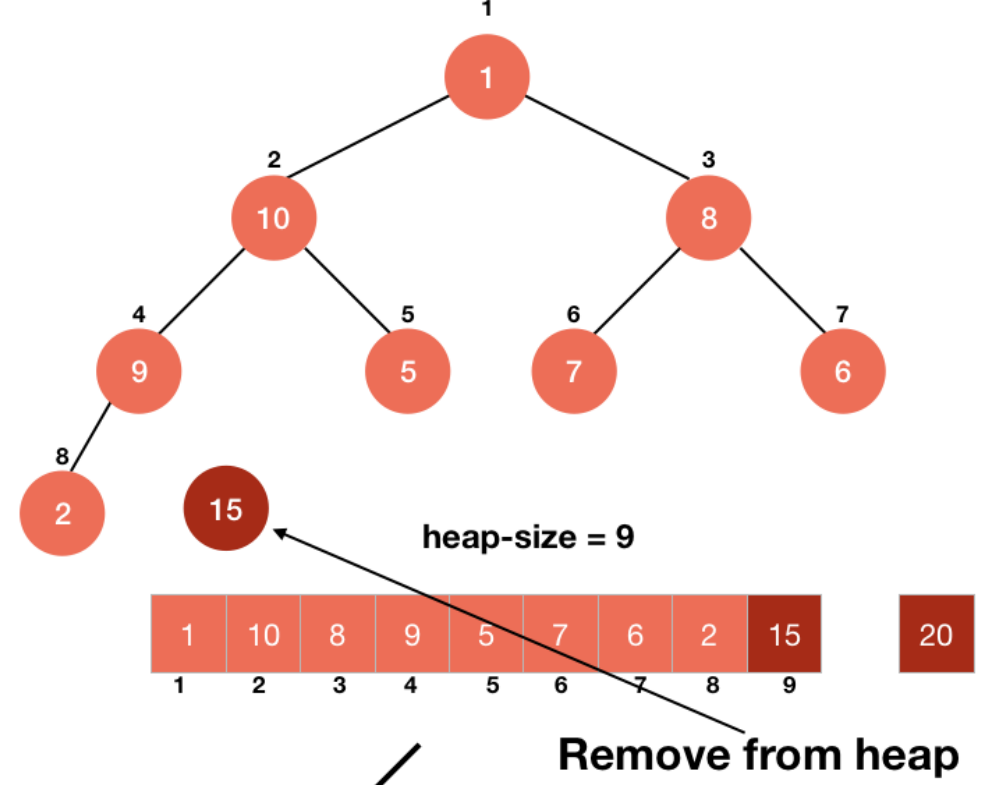 1
1
2 3
10 8
4 5 6 7
9 5 7 6
8
2 15
heap-size = 9
1 10 8 9 5 7 6 2 15 20
1 2 3 4 5 6 7 8 9
Remove from heap